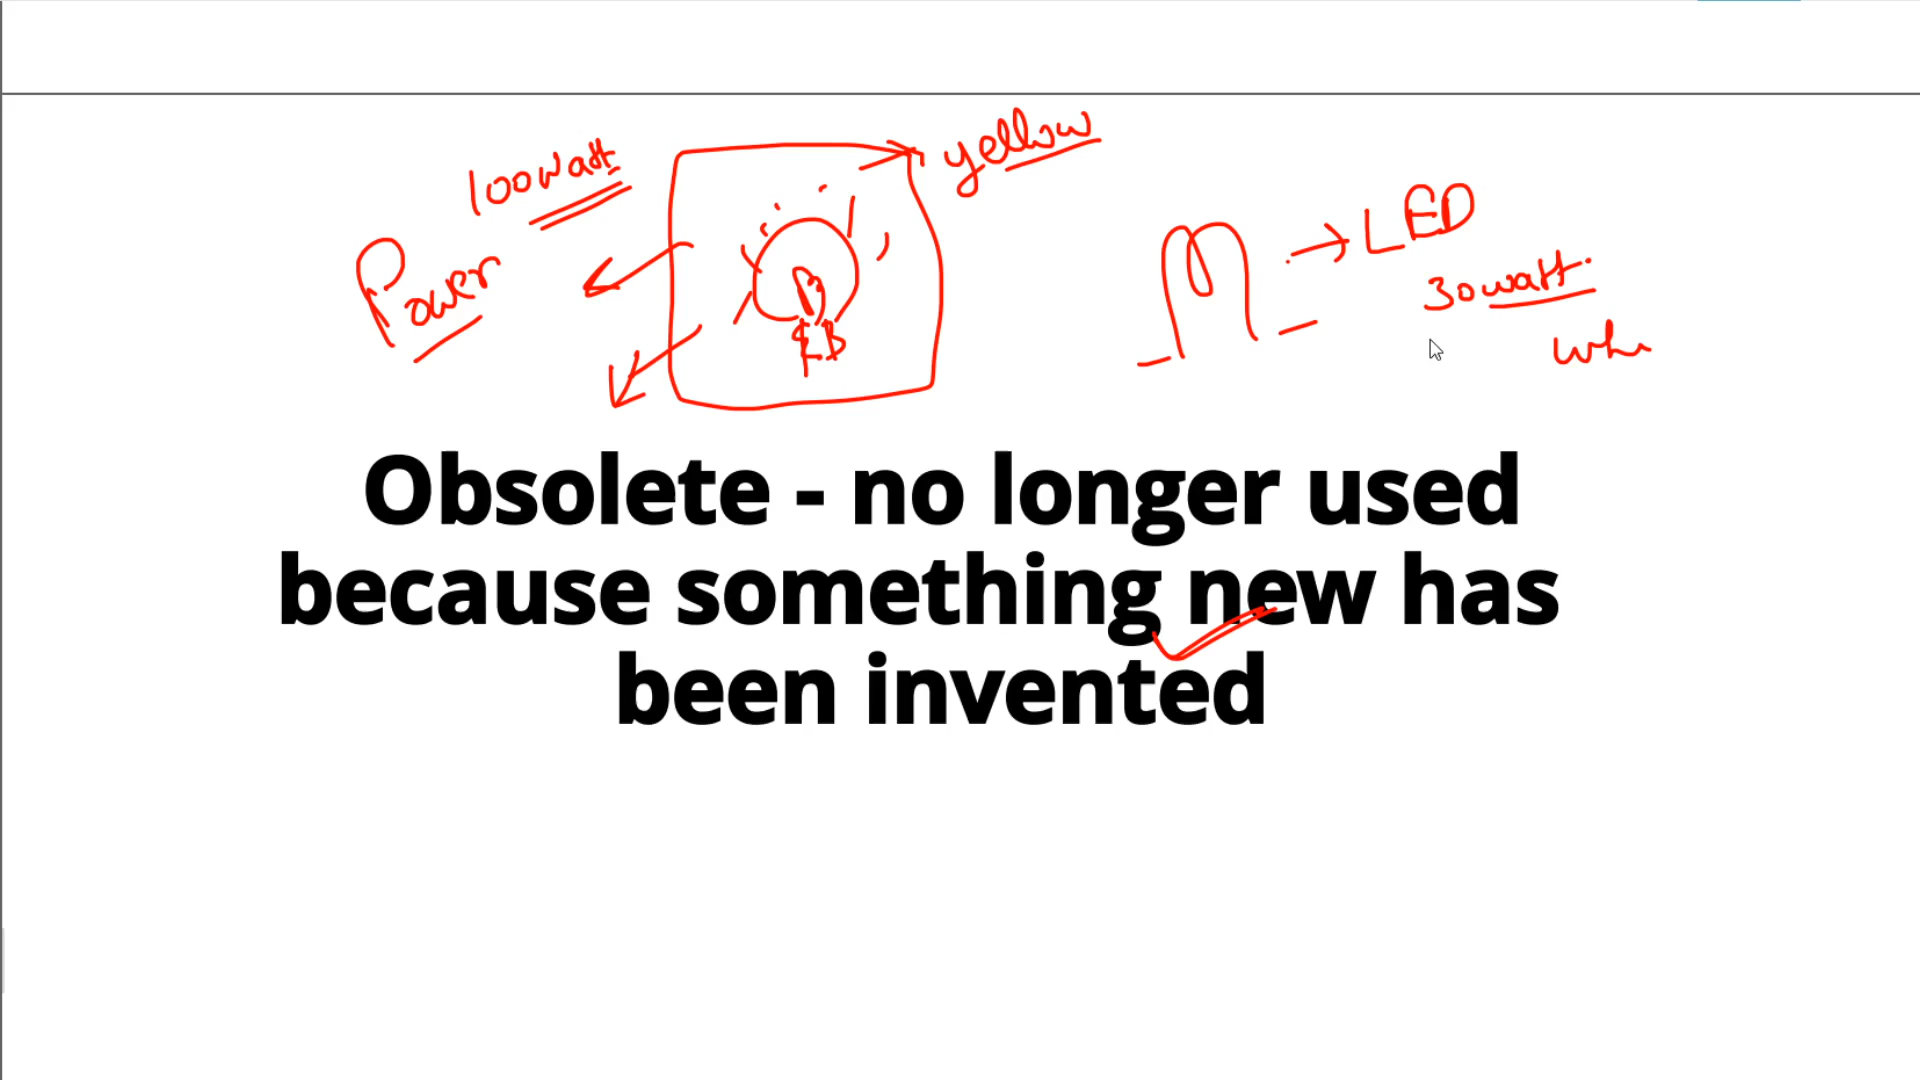 100watt
yellow
Power
LED
30watt.
Obsolete - no longer used
because something new has
been invented